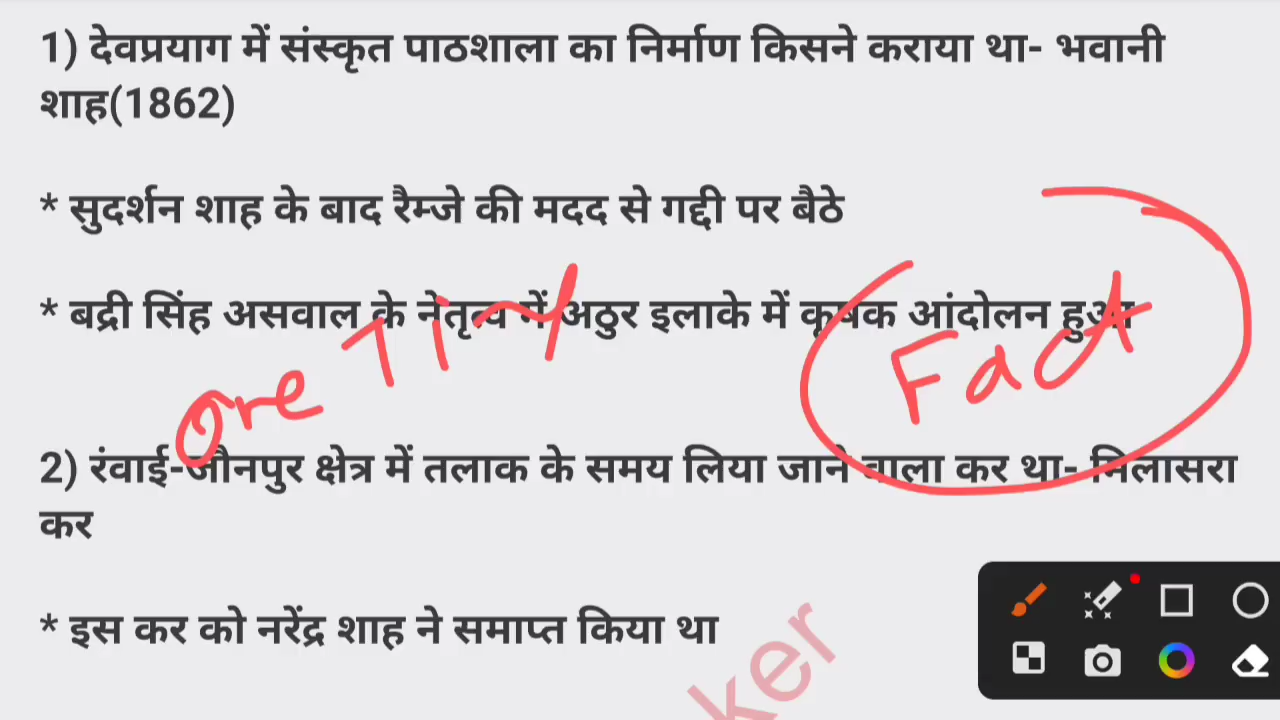 1) देवप्रयाग में संस्कृत पाठशाला का निर्माण किसने कराया था- भवानी
शाह(1862)
* सुदर्शन शाह के बाद रैम्जे की मदद से गद्दी पर बैठे
* बद्री सिंह असवाल के नेतृत्व में अठुर इलाके में कृषक आंदोलन हुआ
Fact
2) रंवाई-जौनपुर क्षेत्र में तलाक के समय लिया जाने वाला कर था- मिलासरा
कर
* इस कर को नरेंद्र शाह ने समाप्त किया था
ker